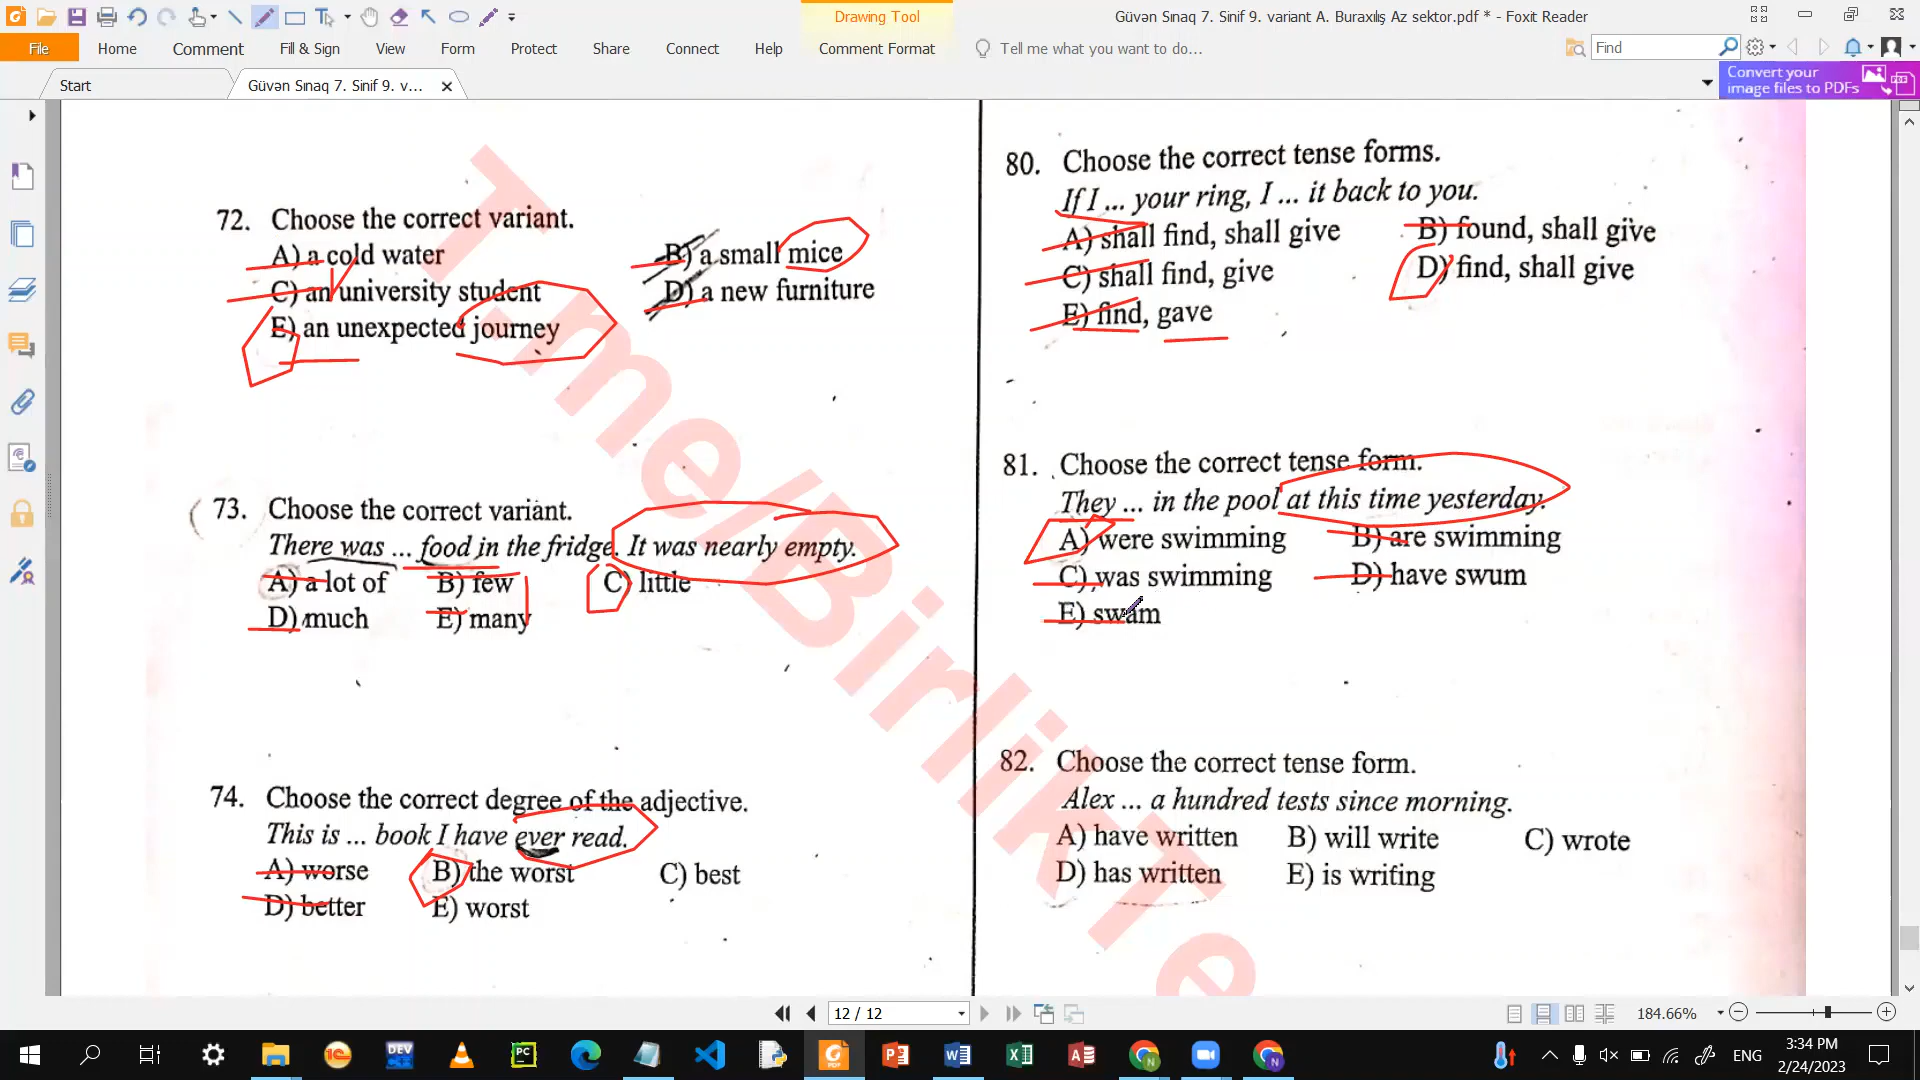 Drawing Tool
Güvən Sınaq 7. Sinif 9. variant A. Buraxılış Az sektor.pdf * - Foxit Reader
File
Home
Comment
Fill & Sign
View
Form
Protect
Share
Connect
Help
Comment Format
Tell me what you want to do...
Find
Start
Güvən Sınaq 7. Sinif 9. v...
Convert your
image files to PDFs
72. Choose the correct variant.
A) a cold water
B) a small mice
C) an university student
D) a new furniture
E) an unexpected journey
73. Choose the correct variant.
There was ... food in the fridge. It was nearly empty.
A) a lot of B) few C) little
D) much E) many
74. Choose the correct degree of the adjective.
This is ... book I have ever read.
A) worse B) the worst C) best
D) better E) worst
80. Choose the correct tense forms.
If I ... your ring, I ... it back to you.
A) shall find, shall give B) found, shall give
C) shall find, give D) find, shall give
E) find, gave
81. Choose the correct tense form.
They ... in the pool at this time yesterday.
A) were swimming B) are swimming
C) was swimming D) have swum
E) swam
82. Choose the correct tense form.
Alex ... a hundred tests since morning.
A) have written B) will write C) wrote
D) has written E) is writing
T.me/BirlikTe
12 / 12
184.66%
DEV
PC
ENG
3:34 PM
2/24/2023